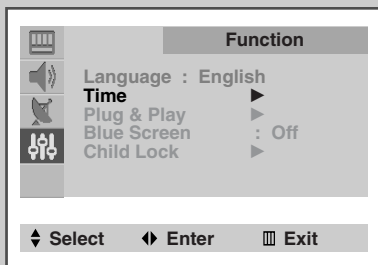 Function
Language : English
Time ►
Plug & Play ►
Blue Screen : Off
Child Lock ►
Select Enter Exit